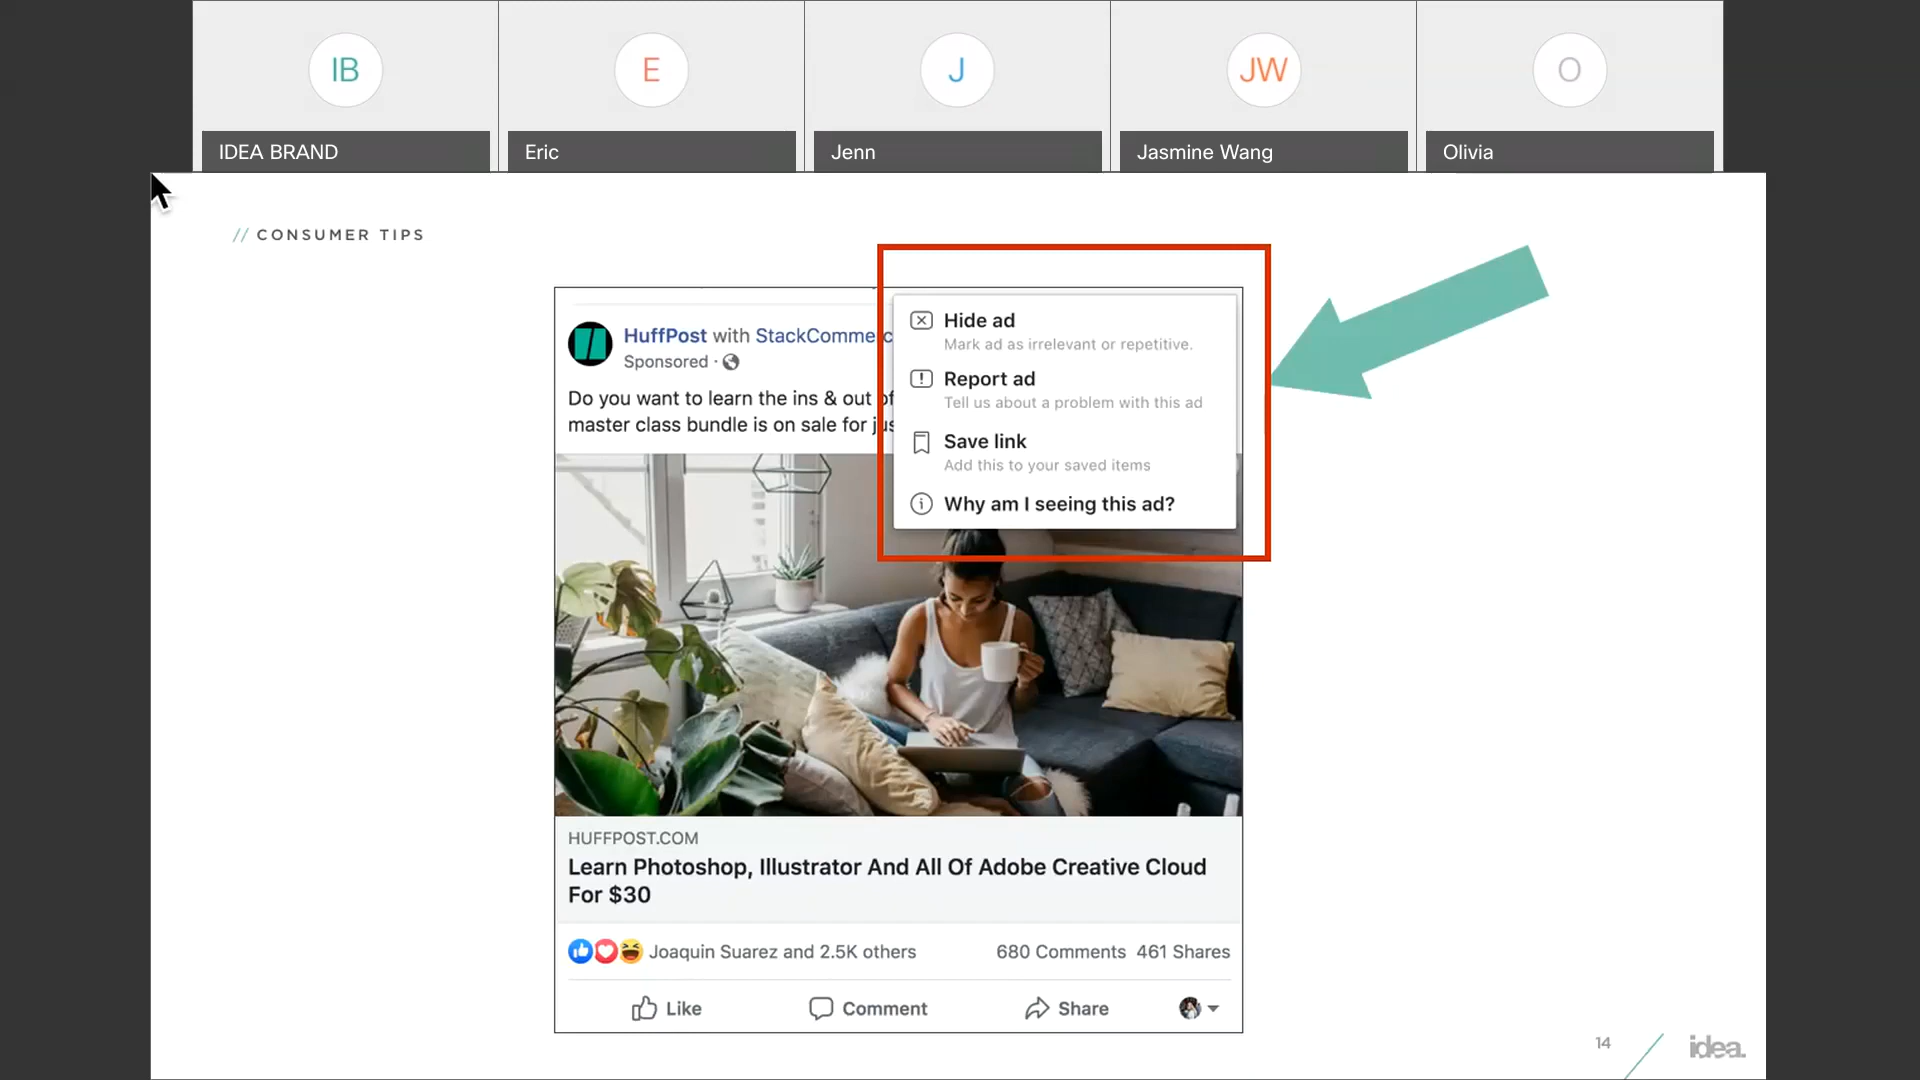 IB
E
J
JW
O
IDEA BRAND
Eric
Jenn
Jasmine Wang
Olivia
// CONSUMER TIPS
HuffPost with StackCommerc
Sponsored ·
Do you want to learn the ins & out of
master class bundle is on sale for jus
Hide ad
Mark ad as irrelevant or repetitive.
Report ad
Tell us about a problem with this ad
Save link
Add this to your saved items
Why am I seeing this ad?
HUFFPOST.COM
Learn Photoshop, Illustrator And All Of Adobe Creative Cloud
For $30
Joaquin Suarez and 2.5K others
680 Comments 461 Shares
Like
Comment
Share
14
idea.